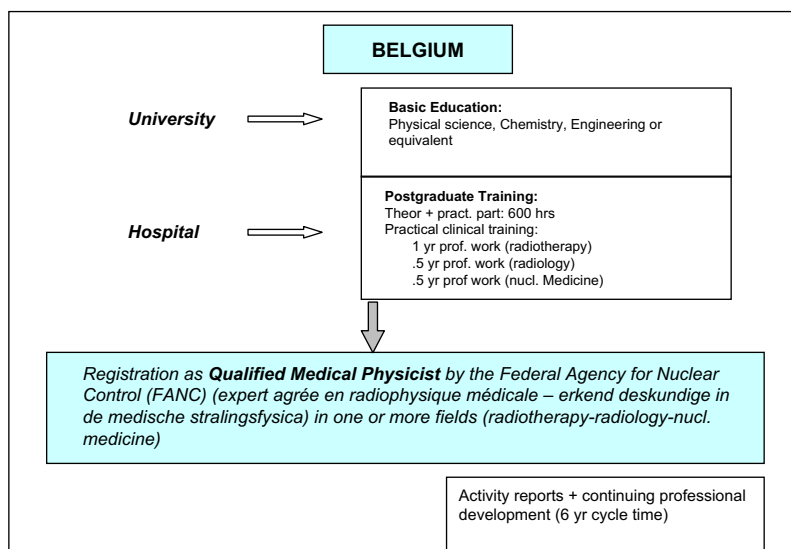 BELGIUM
University
Basic Education:
Physical science, Chemistry, Engineering or
equivalent
Hospital
Postgraduate Training:
Theor + pract. part: 600 hrs
Practical clinical training:
1 yr prof. work (radiotherapy)
.5 yr prof. work (radiology)
.5 yr prof work (nucl. Medicine)
Registration as Qualified Medical Physicist by the Federal Agency for Nuclear
Control (FANC) (expert agrée en radiophysique médicale – erkend deskundige in
de medische stralingsfysica) in one or more fields (radiotherapy-radiology-nucl.
medicine)
Activity reports + continuing professional
development (6 yr cycle time)